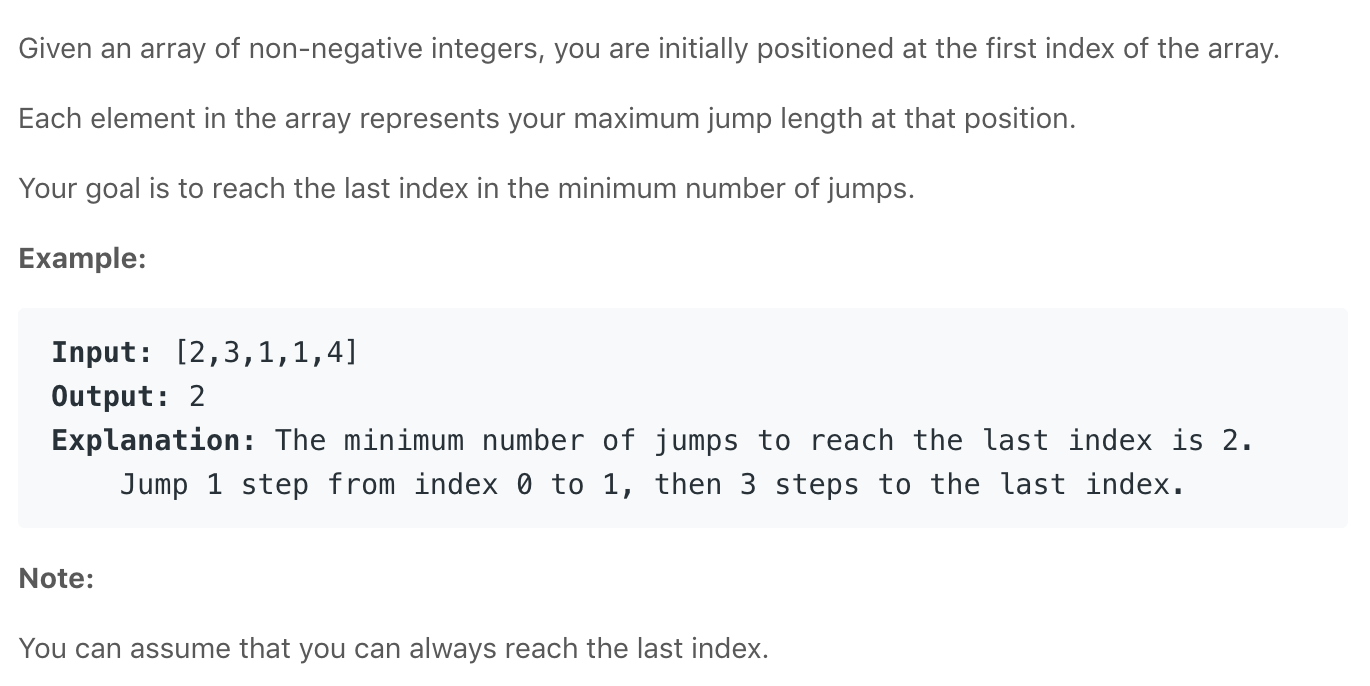 Given an array of non-negative integers, you are initially positioned at the first index of the array.
Each element in the array represents your maximum jump length at that position.
Your goal is to reach the last index in the minimum number of jumps.
Example:
Input: [2,3,1,1,4]
Output: 2
Explanation: The minimum number of jumps to reach the last index is 2.
Jump 1 step from index 0 to 1, then 3 steps to the last index.
Note:
You can assume that you can always reach the last index.